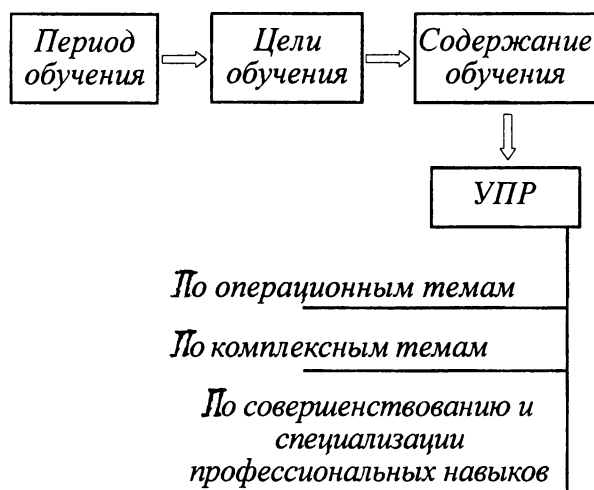 Период
обучения
Цели
обучения
Содержание
обучения
УПР
По операционным темам
По комплексным темам
По совершенствованию и
специализации
профессиональных навыков